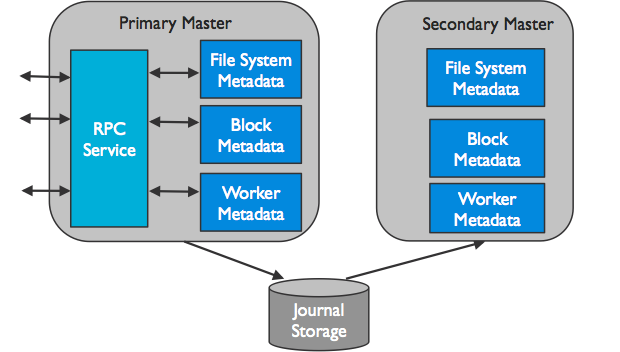 Primary Master
RPC
Service
File System
Metadata
Block
Metadata
Worker
Metadata
Secondary Master
File System
Metadata
Block
Metadata
Worker
Metadata
Journal
Storage